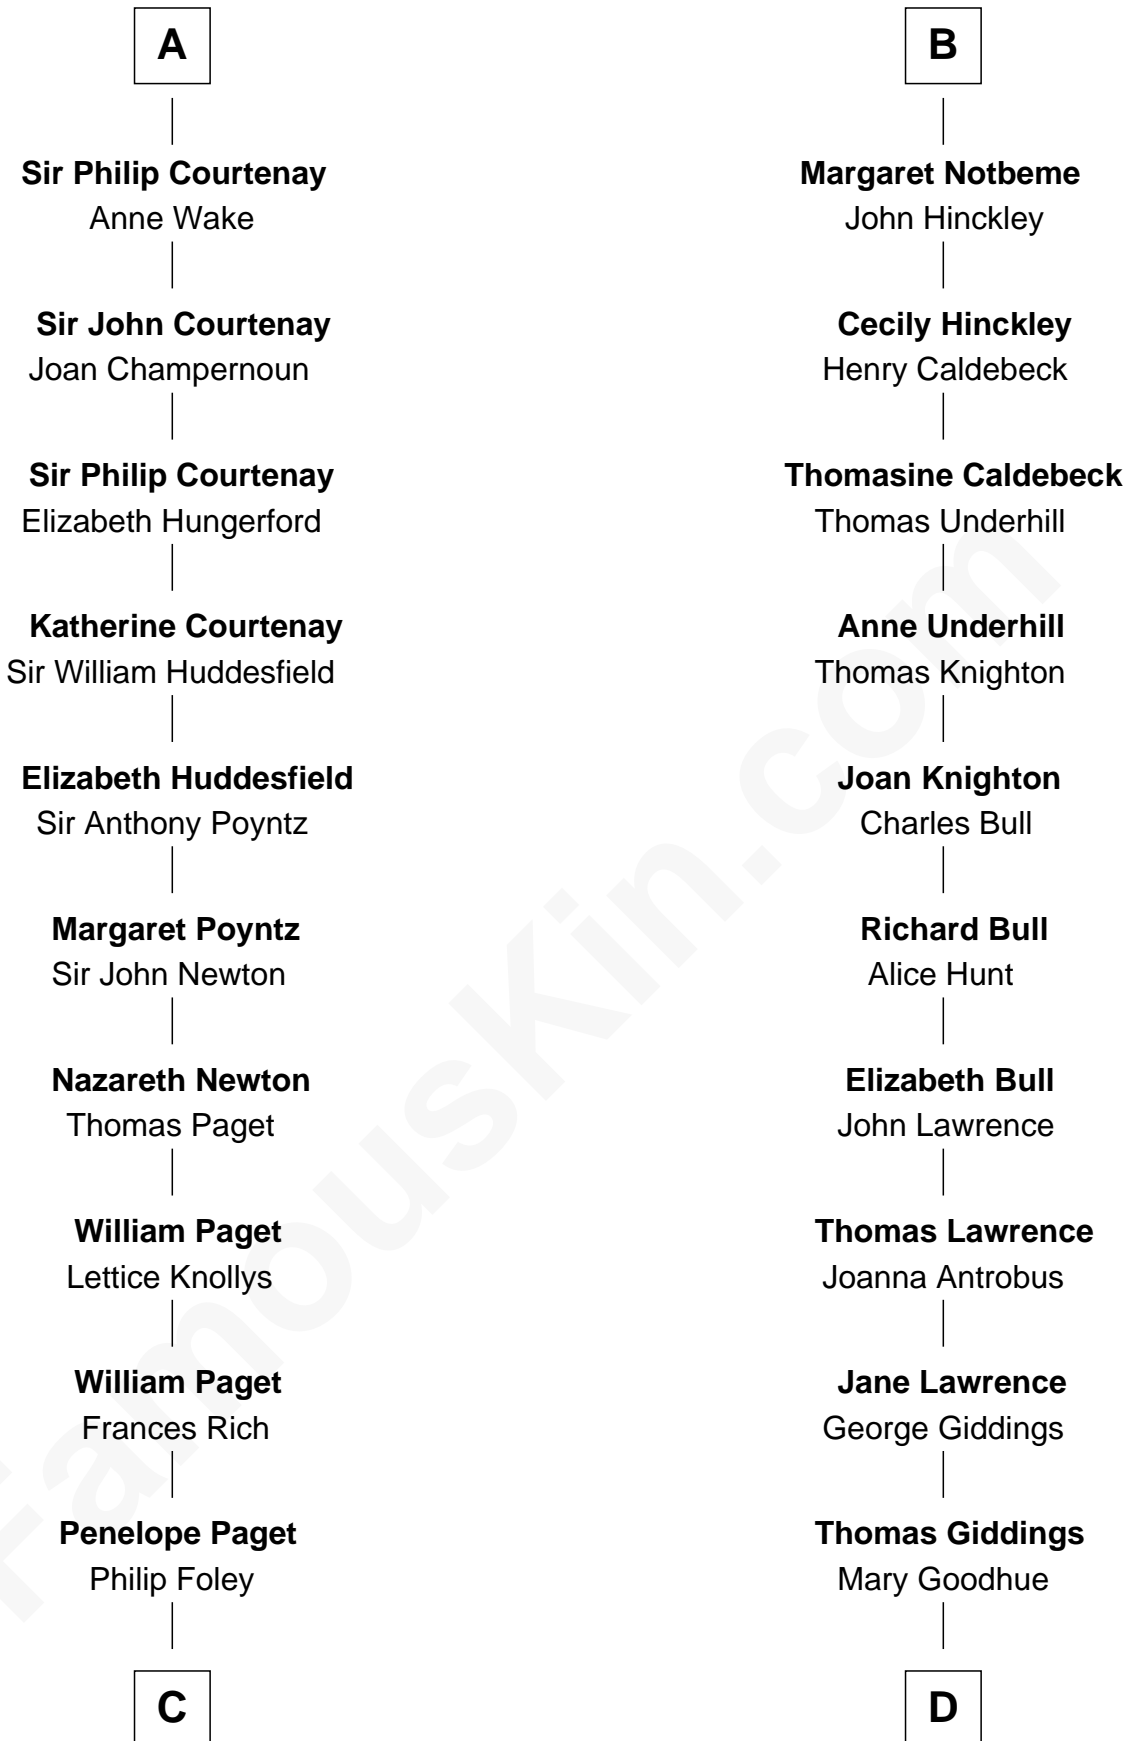 A
Sir Philip Courtenay
Anne Wake
Sir John Courtenay
Joan Champernoun
Sir Philip Courtenay
Elizabeth Hungerford
Katherine Courtenay
Sir William Huddesfield
Elizabeth Huddesfield
Sir Anthony Poyntz
Margaret Poyntz
Sir John Newton
Nazareth Newton
Thomas Paget
William Paget
Lettice Knollys
William Paget
Frances Rich
Penelope Paget
Philip Foley
C
B
Margaret Notbeme
John Hinckley
Cecily Hinckley
Henry Caldebeck
Thomasine Caldebeck
Thomas Underhill
Anne Underhill
Thomas Knighton
Joan Knighton
Charles Bull
Richard Bull
Alice Hunt
Elizabeth Bull
John Lawrence
Thomas Lawrence
Joanna Antrobus
Jane Lawrence
George Giddings
Thomas Giddings
Mary Goodhue
D
FamousKin.com